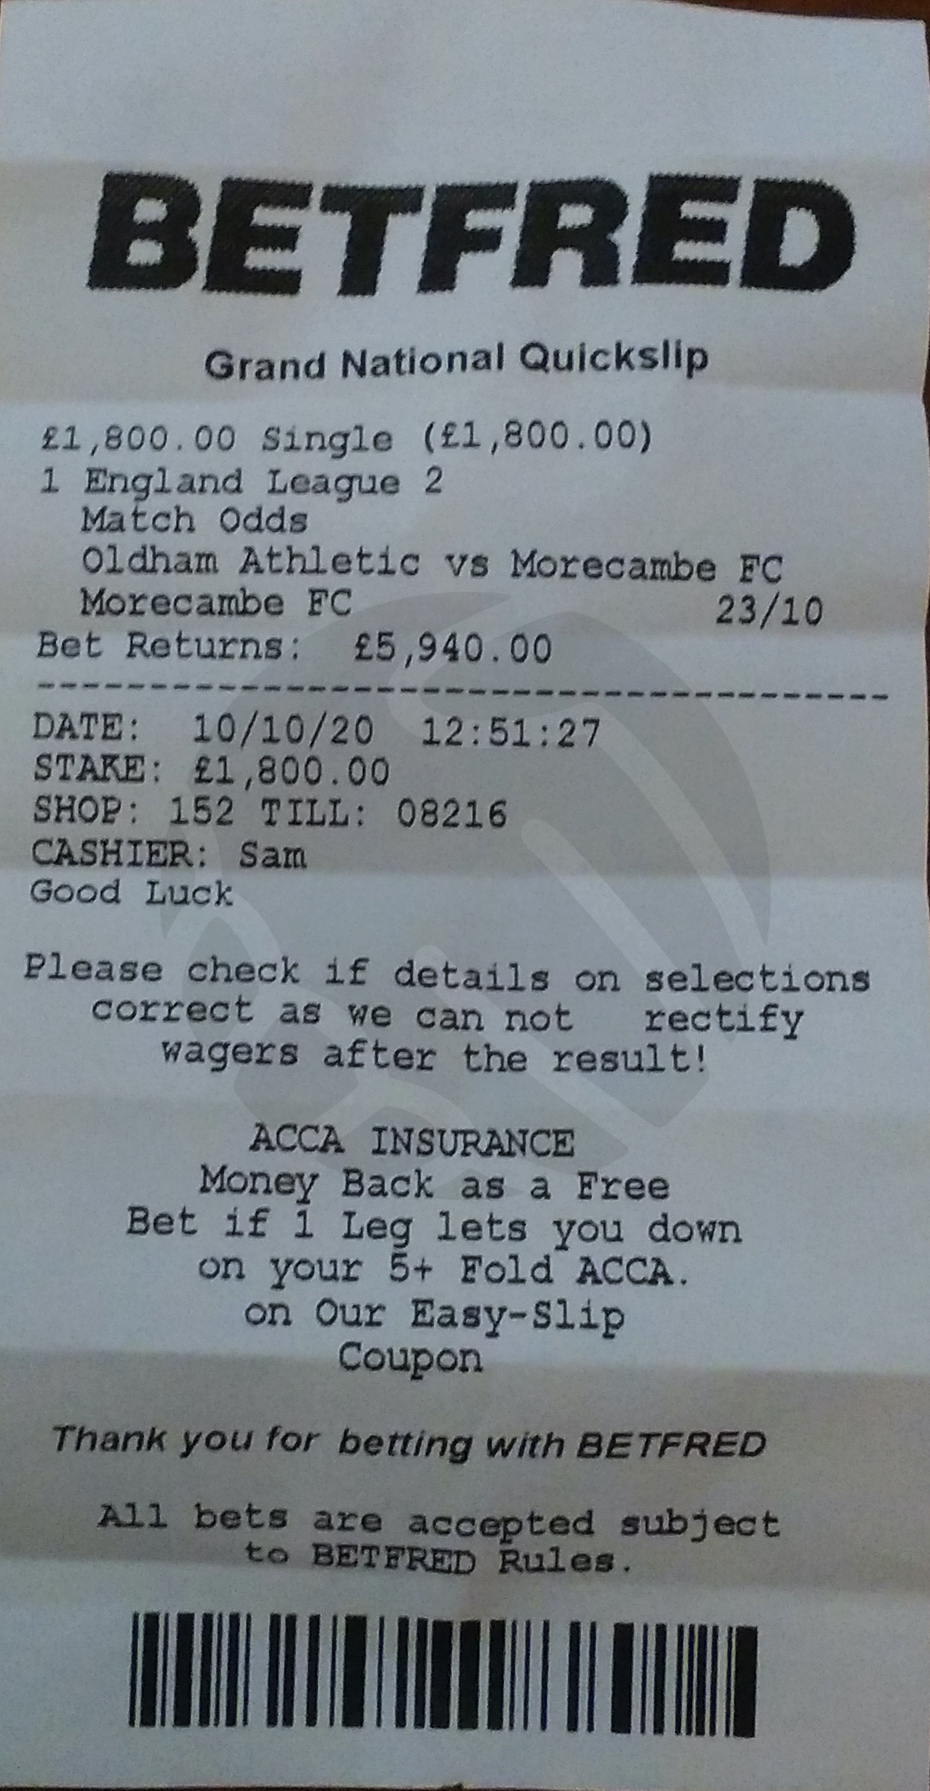 BETFRED
Grand National Quickslip
£1,800.00 Single (£1,800.00)
1 England League 2
Match Odds
Oldham Athletic vs Morecambe FC
Morecambe FC 23/10
Bet Returns: £5,940.00
----------------------------------------
DATE: 10/10/20 12:51:27
STAKE: £1,800.00
SHOP: 152 TILL: 08216
CASHIER: Sam
Good Luck
Please check if details on selections
correct as we can not rectify
wagers after the result!
ACCA INSURANCE
Money Back as a Free
Bet if 1 Leg lets you down
on your 5+ Fold ACCA.
on Our Easy-Slip
Coupon
Thank you for betting with BETFRED
All bets are accepted subject
to BETFRED Rules.